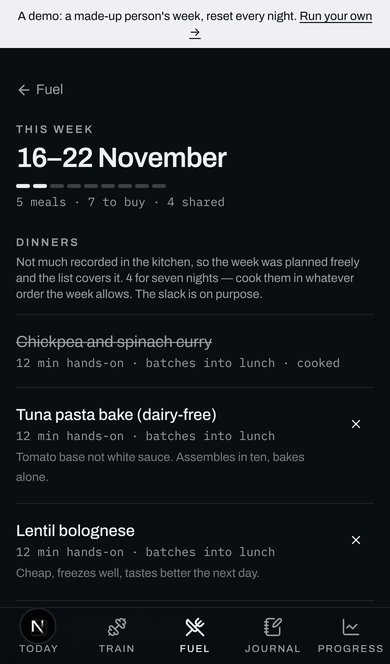 A demo: a made-up person's week, reset every night. Run your own
→
← Fuel
THIS WEEK
16–22 November
5 meals · 7 to buy · 4 shared
DINNERS
Not much recorded in the kitchen, so the week was planned freely
and the list covers it. 4 for seven nights — cook them in whatever
order the week allows. The slack is on purpose.
Chickpea and spinach curry
12 min hands-on · batches into lunch · cooked
Tuna pasta bake (dairy-free)
12 min hands-on · batches into lunch
Tomato base not white sauce. Assembles in ten, bakes
alone.
Lentil bolognese
12 min hands-on · batches into lunch
Cheap, freezes well, tastes better the next day.
N
TODAY TRAIN FUEL JOURNAL PROGRESS